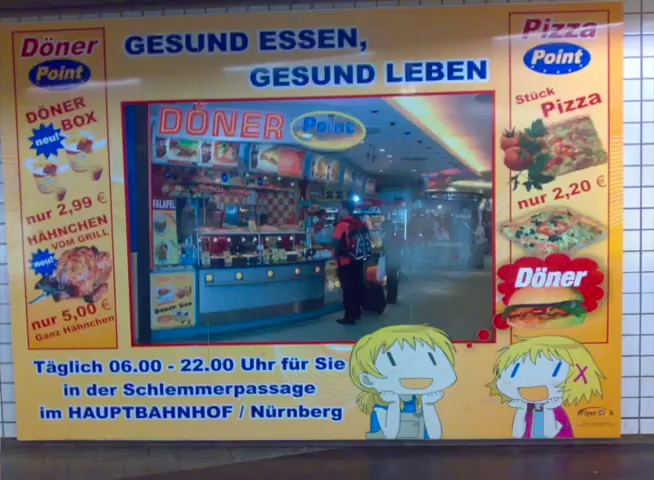 Döner
Point
DÖNER
BOX
neu!
nur 2,99 €
HÄHNCHEN
VOM GRILL
neu!
nur 5,00 €
Ganz Hähnchen
GESUND ESSEN,
GESUND LEBEN
DÖNER Point
FALAFEL
Pizza
Point
Stück
Pizza
nur 2,20 €
Döner
Täglich 06.00 - 22.00 Uhr für Sie
in der Schlemmerpassage
im HAUPTBAHNHOF / Nürnberg